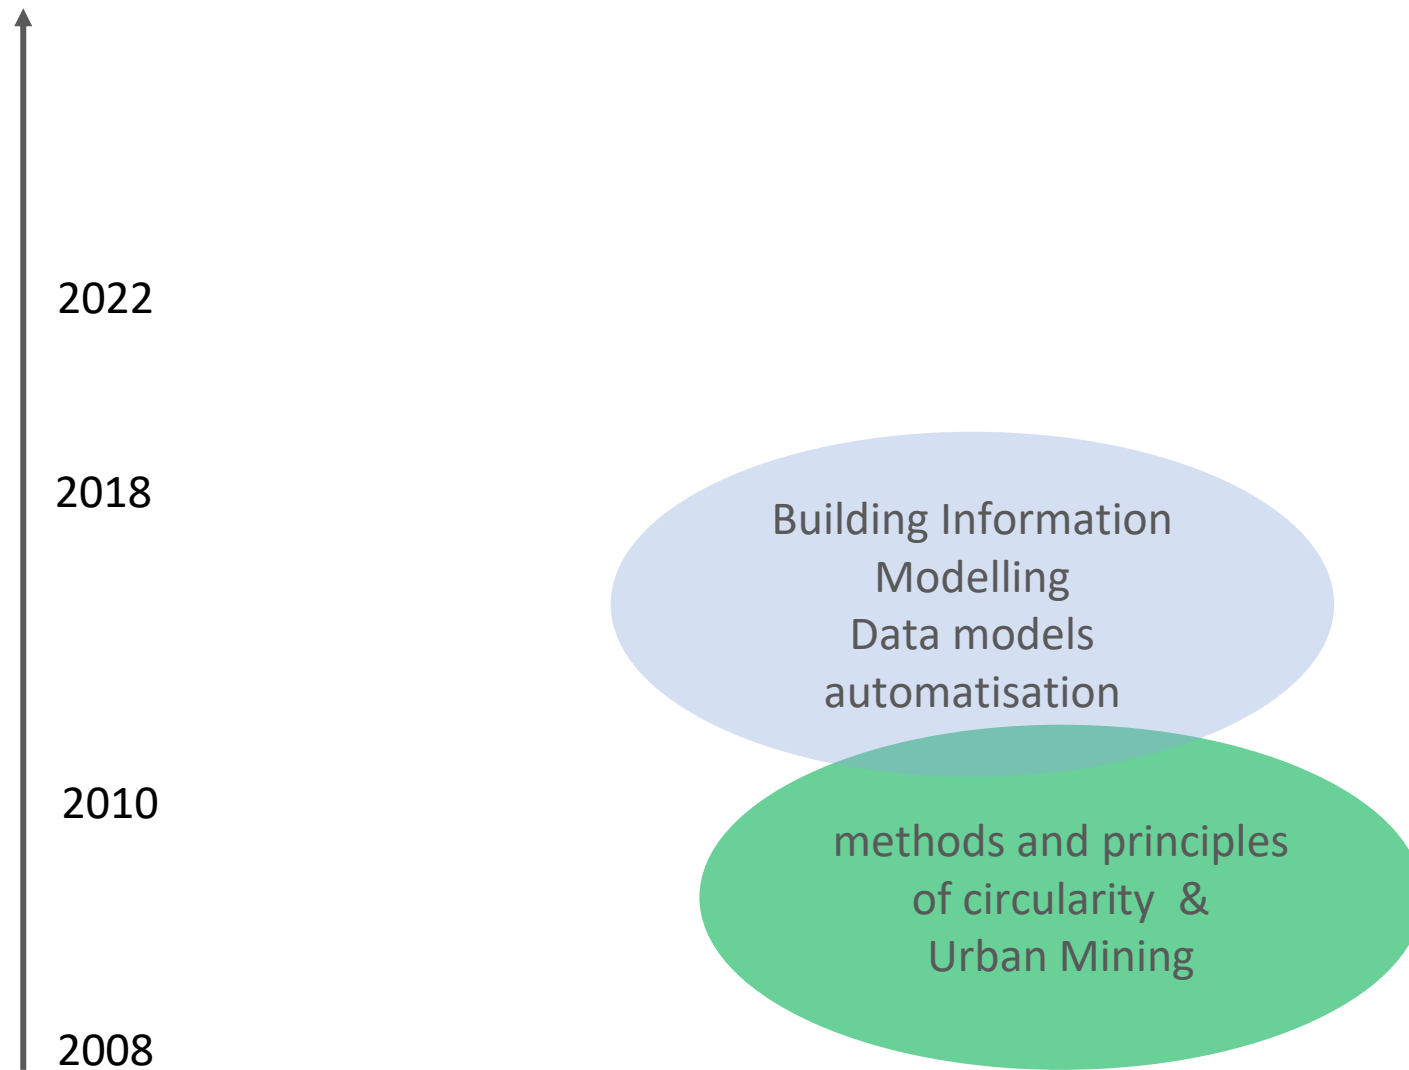 2022
2018
Building Information
Modelling
Data models
automatisation
2010
methods and principles
of circularity &
Urban Mining
2008